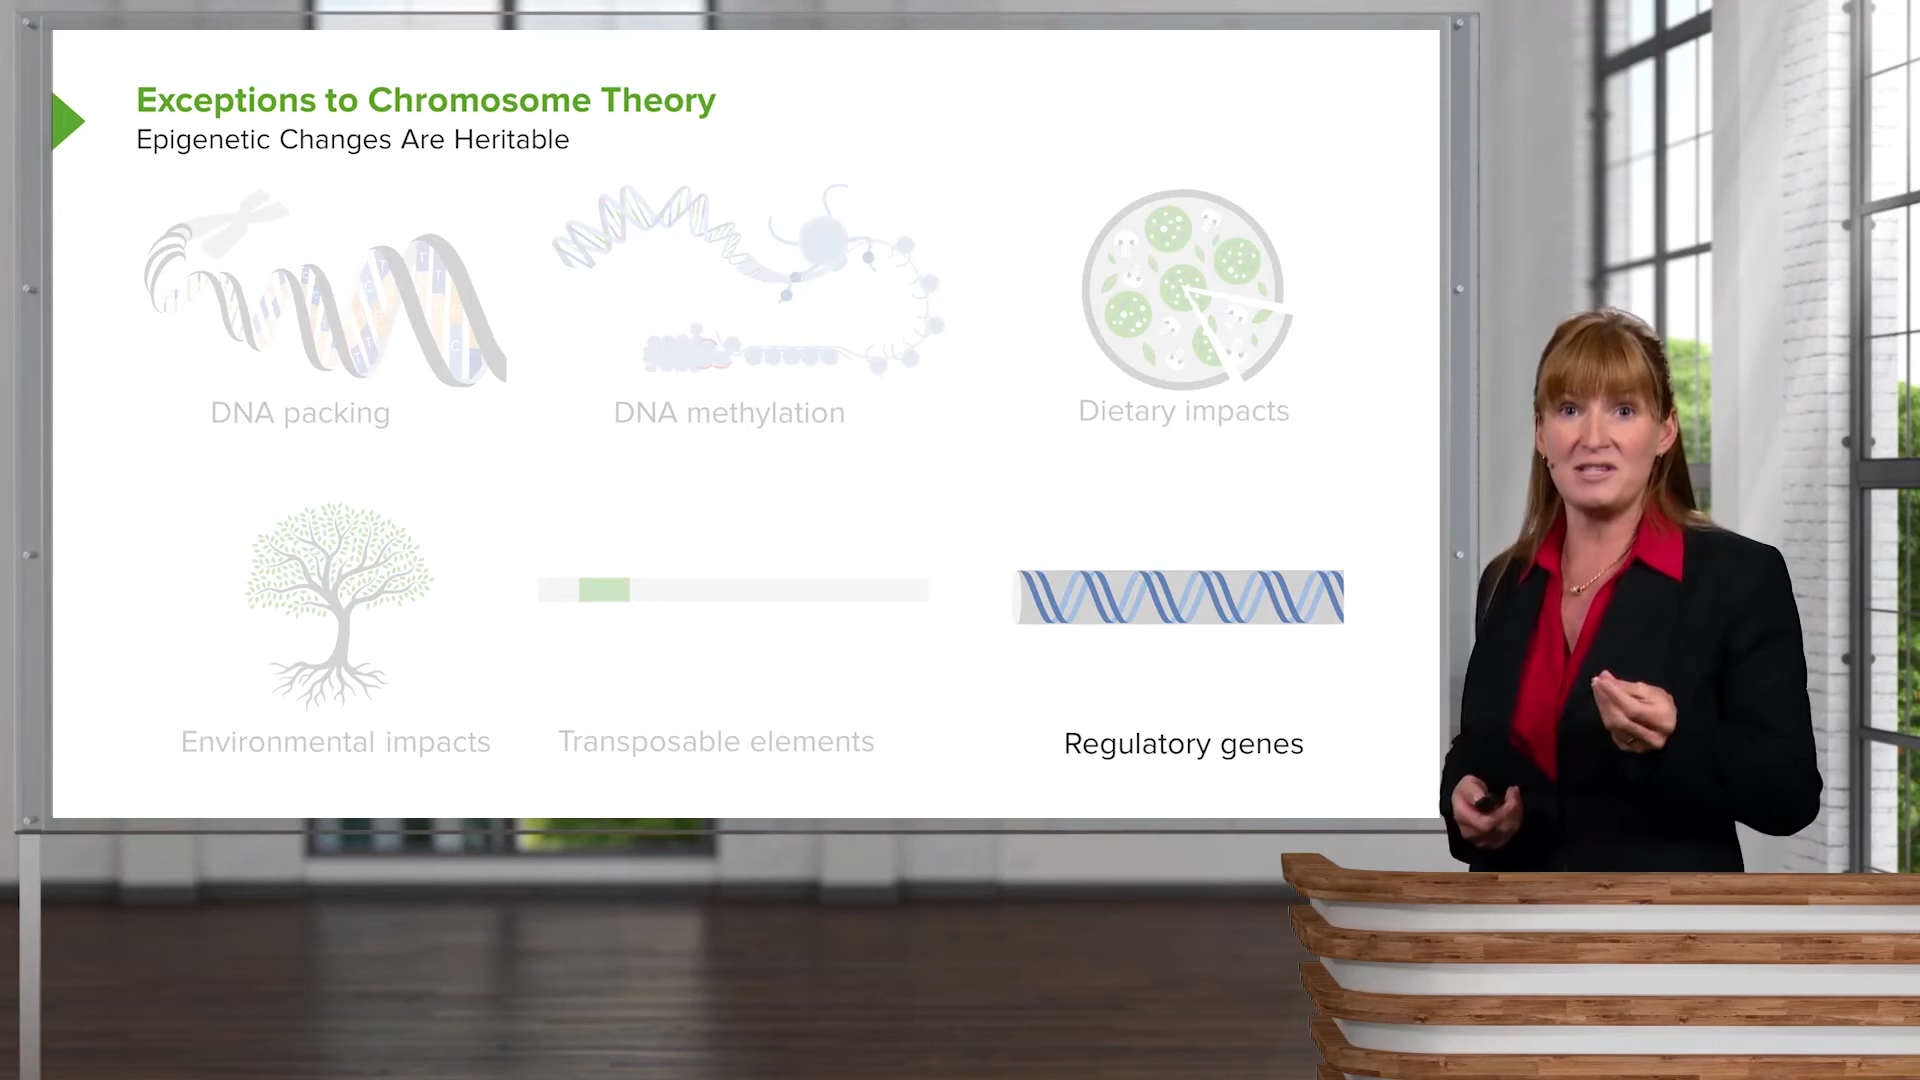 Exceptions to Chromosome Theory
Epigenetic Changes Are Heritable
DNA packing
DNA methylation
Dietary impacts
Environmental impacts
Transposable elements
Regulatory genes